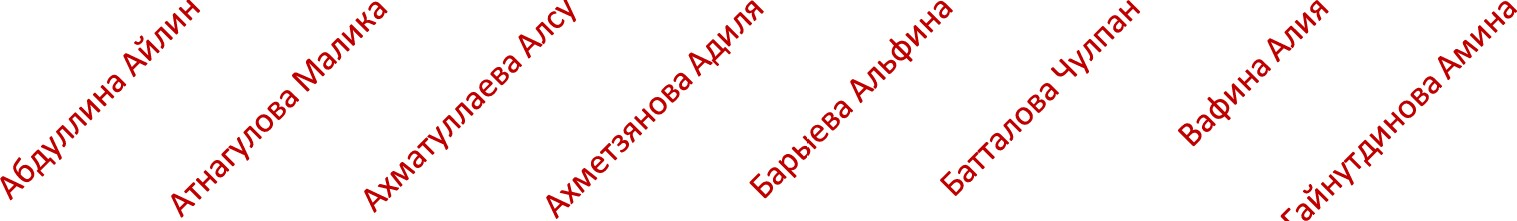 Абдуллина Айлин
Атнагулова Малика
Ахматуллаева Алсу
Ахметзянова Адиля
Барыева Альфина
Батталова Чулпан
Вафина Алия
Гайнутдинова Амина